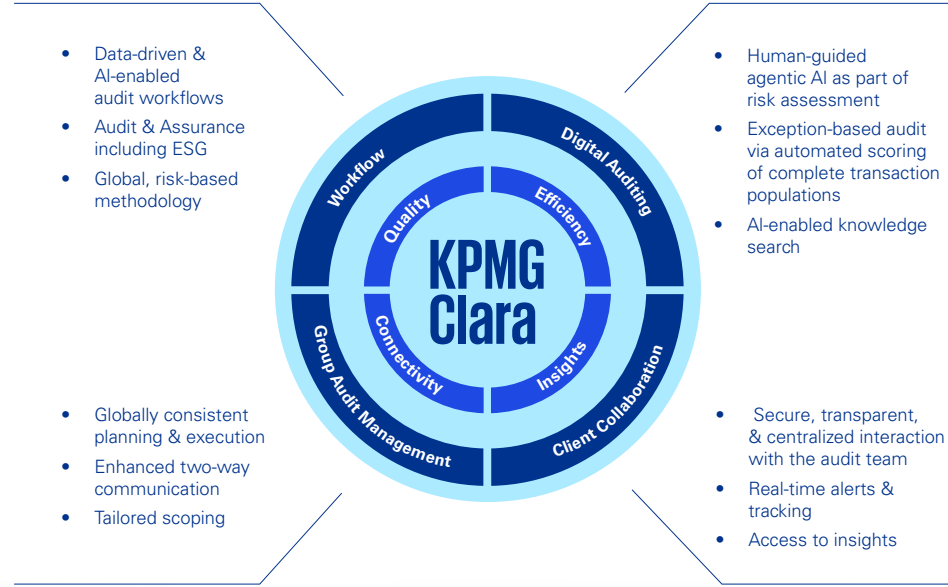 • Data-driven &
AI-enabled
audit workflows
• Audit & Assurance
including ESG
• Global, risk-based
methodology
• Human-guided
agentic AI as part of
risk assessment
• Exception-based audit
via automated scoring
of complete transaction
populations
• AI-enabled knowledge
search
Workflow
Digital Auditing
Quality
Efficiency
KPMG
Clara
Connectivity
Insights
Group Audit Management
Client Collaboration
• Globally consistent
planning & execution
• Enhanced two-way
communication
• Tailored scoping
• Secure, transparent,
& centralized interaction
with the audit team
• Real-time alerts &
tracking
• Access to insights